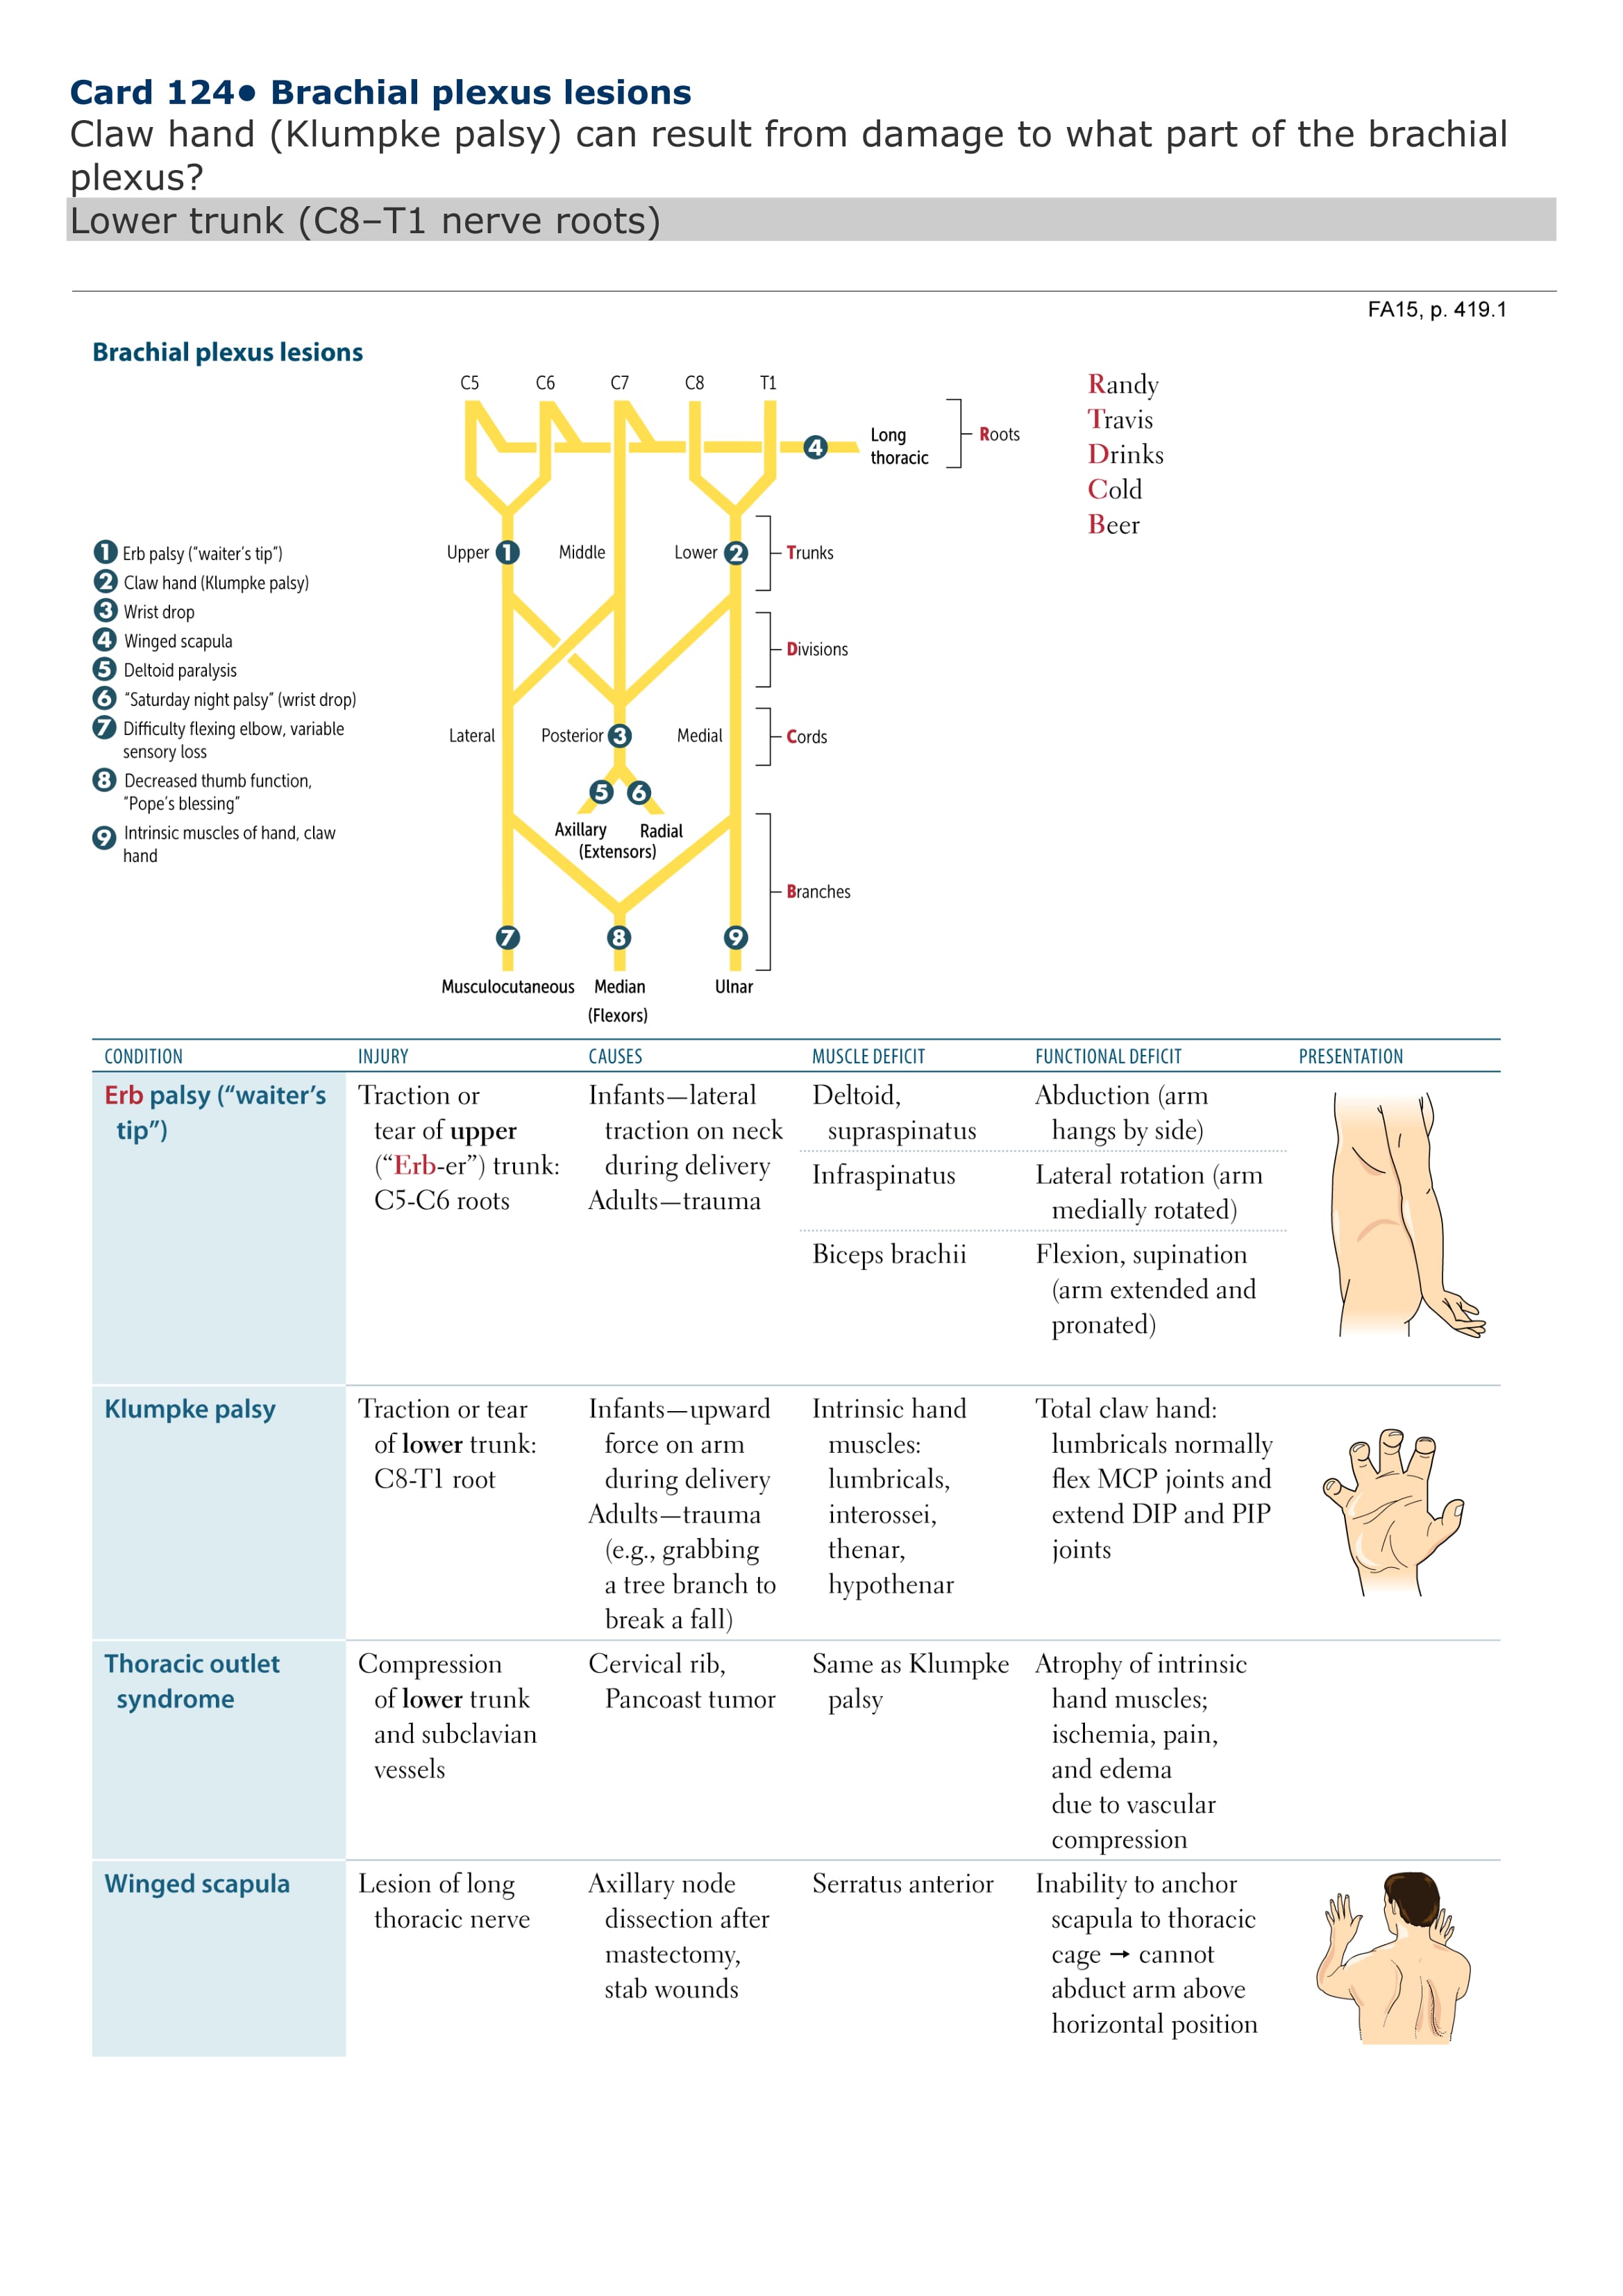 Card 124• Brachial plexus lesions
Claw hand (Klumpke palsy) can result from damage to what part of the brachial
plexus?
Lower trunk (C8–T1 nerve roots)
FA15, p. 419.1
Brachial plexus lesions
C5 C6 C7 C8 T1
4 Long
thoracic
Roots
Randy
Travis
Drinks
Cold
Beer
1 Erb palsy ("waiter's tip")
2 Claw hand (Klumpke palsy)
3 Wrist drop
4 Winged scapula
5 Deltoid paralysis
6 "Saturday night palsy" (wrist drop)
7 Difficulty flexing elbow, variable
sensory loss
8 Decreased thumb function,
"Pope's blessing"
9 Intrinsic muscles of hand, claw
hand
Upper 1 Middle Lower 2 Trunks
Divisions
Lateral Posterior 3 Medial Cords
5 6
Axillary Radial
(Extensors)
Branches
7 8 9
Musculocutaneous Median Ulnar
(Flexors)
CONDITION INJURY CAUSES MUSCLE DEFICIT FUNCTIONAL DEFICIT PRESENTATION
Erb palsy ("waiter's
tip")
Traction or
tear of upper
("Erb-er") trunk:
C5-C6 roots
Infants—lateral
traction on neck
during delivery
Adults—trauma
Deltoid,
supraspinatus
Abduction (arm
hangs by side)
Infraspinatus
Lateral rotation (arm
medially rotated)
Biceps brachii
Flexion, supination
(arm extended and
pronated)
Klumpke palsy
Traction or tear
of lower trunk:
C8-T1 root
Infants—upward
force on arm
during delivery
Adults—trauma
(e.g., grabbing
a tree branch to
break a fall)
Intrinsic hand
muscles:
lumbricals,
interossei,
thenar,
hypothenar
Total claw hand:
lumbricals normally
flex MCP joints and
extend DIP and PIP
joints
Thoracic outlet
syndrome
Compression
of lower trunk
and subclavian
vessels
Cervical rib,
Pancoast tumor
Same as Klumpke
palsy
Atrophy of intrinsic
hand muscles;
ischemia, pain,
and edema
due to vascular
compression
Winged scapula
Lesion of long
thoracic nerve
Axillary node
dissection after
mastectomy,
stab wounds
Serratus anterior
Inability to anchor
scapula to thoracic
cage → cannot
abduct arm above
horizontal position